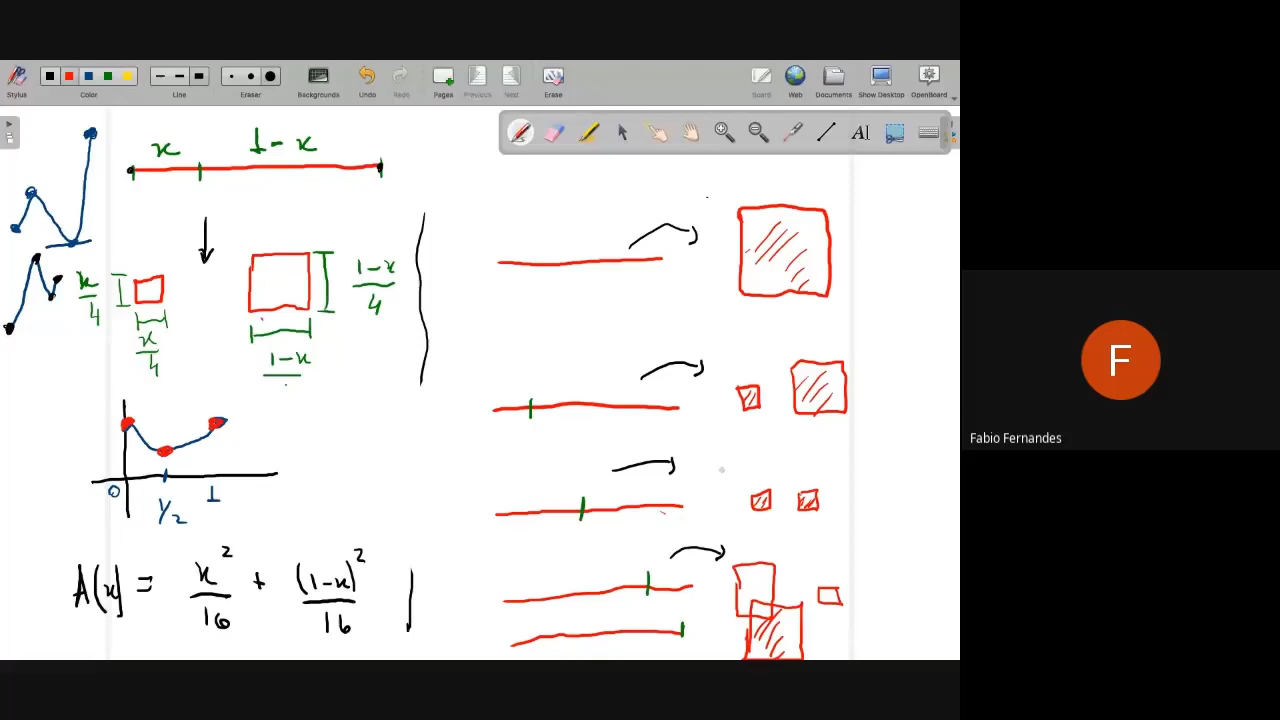 Stylus Color Line Eraser Backgrounds Undo Redo Pages Previous Next Erase Board Web Documents Show Desktop OpenBoard
x 1-x
x/4
1-x/4
x/4
1-x
0 1/2 1
A(x) = x²/16 + (1-x)²/16
F
Fabio Fernandes